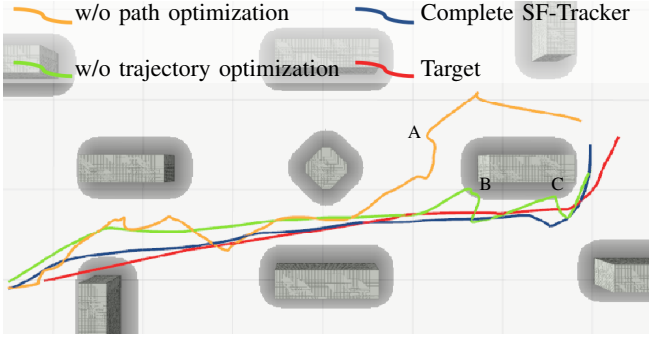 w/o path optimization Complete SF-Tracker
w/o trajectory optimization Target
A
B C